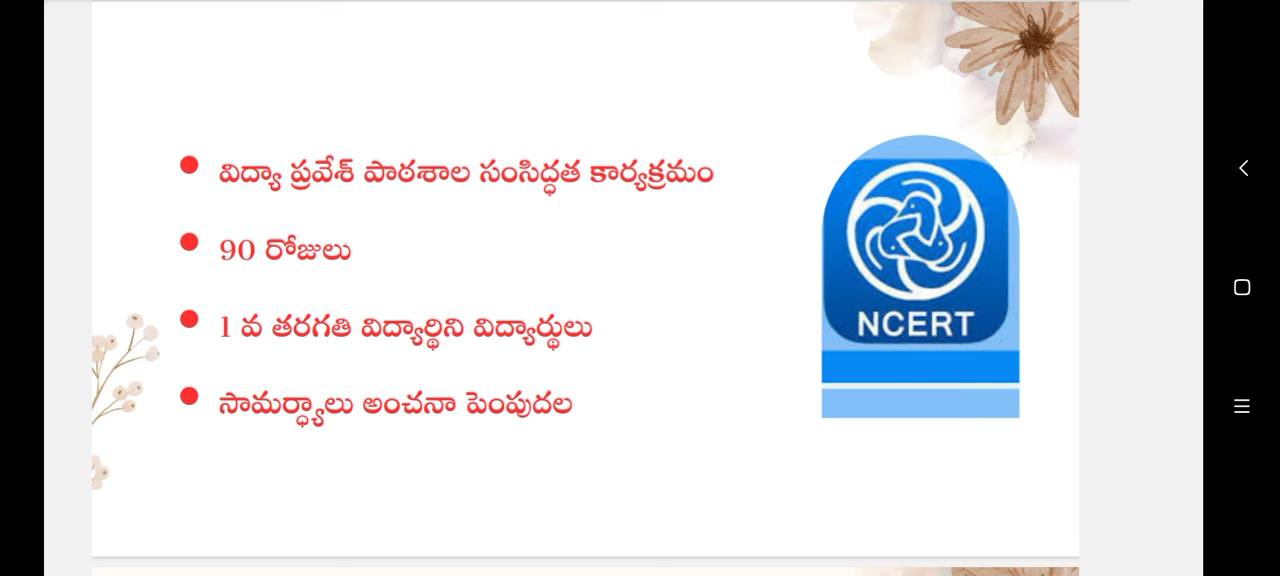 విద్యా ప్రవేశ్ పాఠశాల సంసిద్ధత కార్యక్రమం
90 రోజులు
1 వ తరగతి విద్యార్థిని విద్యార్థులు
సామర్ధ్యాలు అంచనా పెంపుదల
NCERT